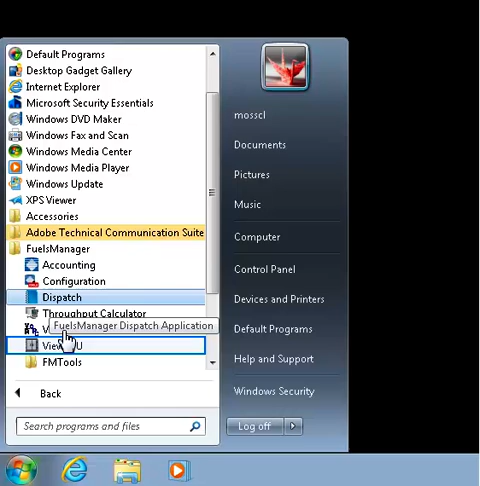 Default Programs
Desktop Gadget Gallery
Internet Explorer
Microsoft Security Essentials
Windows DVD Maker
Windows Fax and Scan
Windows Media Center
Windows Media Player
Windows Update
XPS Viewer
Accessories
Adobe Technical Communication Suite
FuelsManager
Accounting
Configuration
Dispatch
Throughput Calculator
FuelsManager Dispatch Application
FMTools
Back
Search programs and files
mosscl
Documents
Pictures
Music
Computer
Control Panel
Devices and Printers
Default Programs
Help and Support
Windows Security
Log off